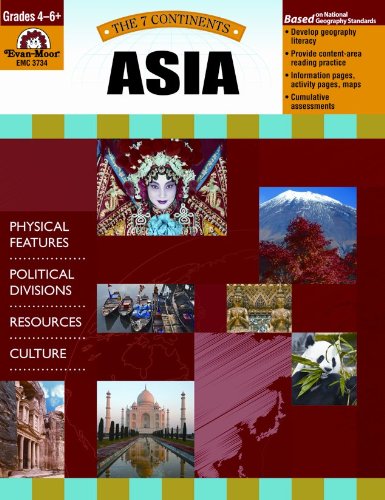 Grades 4–6+
Evan-Moor®
EMC 3734
THE 7 CONTINENTS
ASIA
Based on National
Geography Standards
• Develop geography
literacy
• Provide content-area
reading practice
• Information pages,
activity pages, maps
• Cumulative
assessments
PHYSICAL
FEATURES
POLITICAL
DIVISIONS
RESOURCES
CULTURE